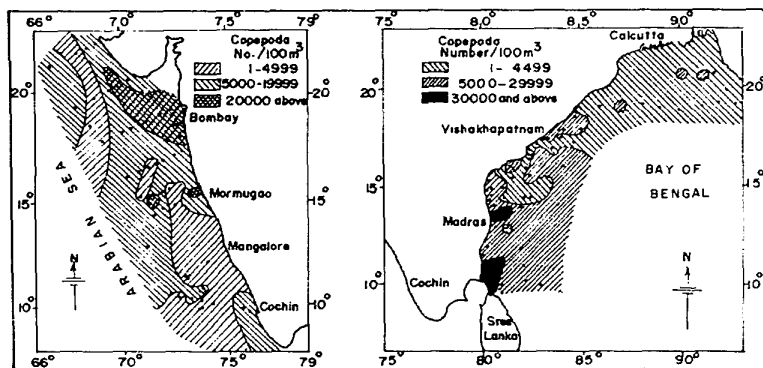 66° 70° 75° 79°
Copepoda
No./100m³
1-4999
5000-19999
20000 above
20° 20°
Bombay
15° 15°
Mormugao
ARABIAN SEA
Mangalore
N
Cochin
10° 10°
66° 70° 75° 79°
75° 80° 85° 90°
Calcutta
Copepoda
Number/100m³
1-4499
5000-29999
30000 and above
20° 20°
Vishakhapatnam
BAY OF
BENGAL
15° 15°
Madras
N
Cochin
10° 10°
Sree
Lanka
75° 80° 85° 90°